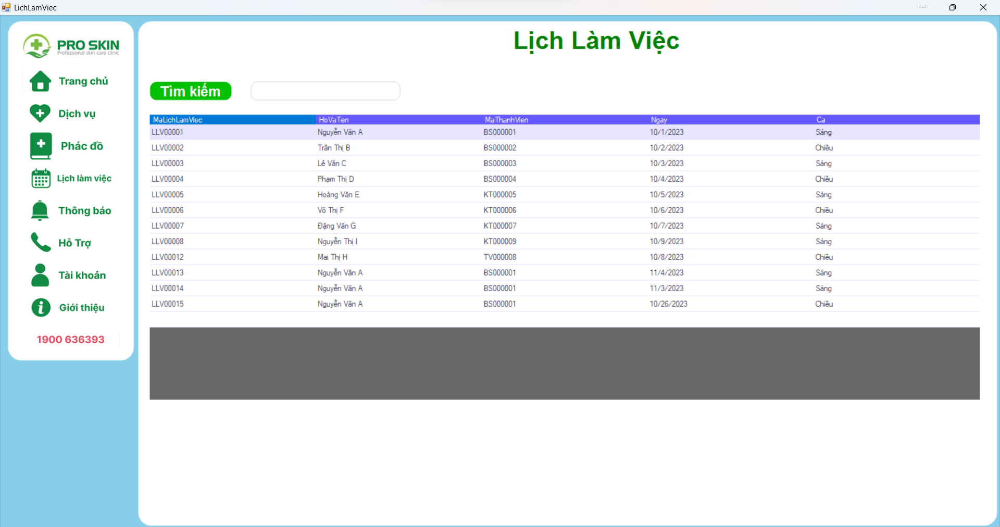 LichLamViec
PRO SKIN
Professional skin care clinic
Trang chủ
Dịch vụ
Phác đồ
Lịch làm việc
Thông báo
Hỗ Trợ
Tài khoản
Giới thiệu
1900 636393
Lịch Làm Việc
Tìm kiếm
MaLichLamViec HoVaTen MaThanhVien Ngay Ca
LLV00001 Nguyễn Văn A BS000001 10/1/2023 Sáng
LLV00002 Trần Thị B BS000002 10/2/2023 Chiều
LLV00003 Lê Văn C BS000003 10/3/2023 Sáng
LLV00004 Phạm Thị D BS000004 10/4/2023 Chiều
LLV00005 Hoàng Văn E KT000005 10/5/2023 Sáng
LLV00006 Võ Thị F KT000006 10/6/2023 Chiều
LLV00007 Đặng Văn G KT000007 10/7/2023 Sáng
LLV00008 Nguyễn Thị I KT000009 10/9/2023 Sáng
LLV00012 Mai Thị H TV000008 10/8/2023 Chiều
LLV00013 Nguyễn Văn A BS000001 11/4/2023 Sáng
LLV00014 Nguyễn Văn A BS000001 11/3/2023 Sáng
LLV00015 Nguyễn Văn A BS000001 10/26/2023 Chiều